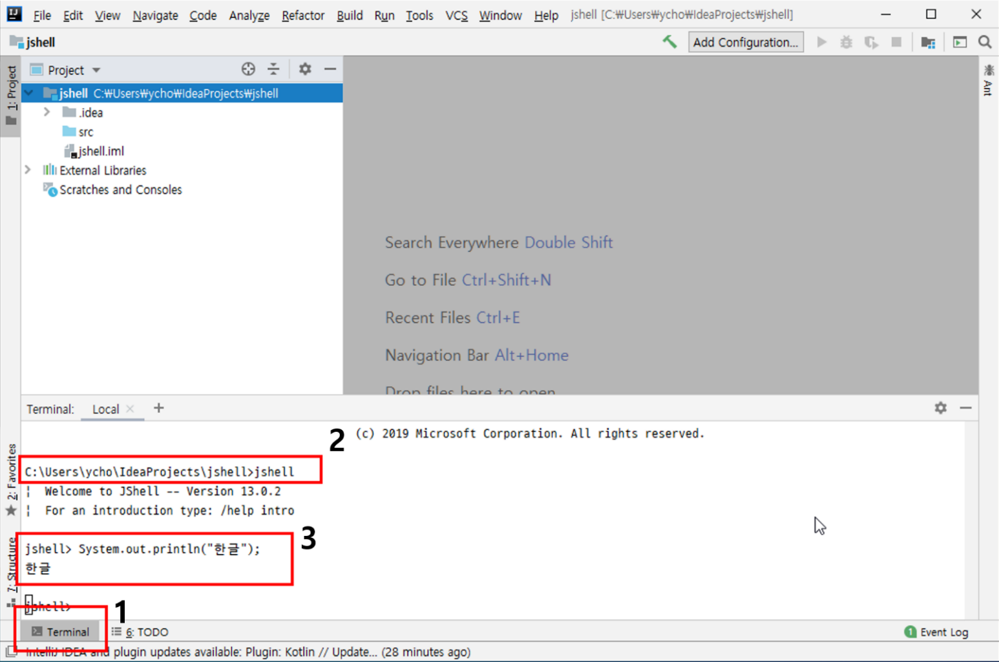 File Edit View Navigate Code Analyze Refactor Build Run Tools VCS Window Help jshell [C:₩Users₩ycho₩IdeaProjects₩jshell]
jshell
Add Configuration...
1: Project
Project
jshell C:₩Users₩ycho₩IdeaProjects₩jshell
.idea
src
jshell.iml
External Libraries
Scratches and Consoles
Ant
Search Everywhere Double Shift
Go to File Ctrl+Shift+N
Recent Files Ctrl+E
Navigation Bar Alt+Home
Drop files here to open
Terminal: Local
2
(c) 2019 Microsoft Corporation. All rights reserved.
2: Favorites
C:\Users\ycho\IdeaProjects\jshell>jshell
¦ Welcome to JShell -- Version 13.0.2
¦ For an introduction type: /help intro
3
7: Structure
jshell> System.out.println("한글");
한글
jshell>
1
Terminal
6: TODO
1 Event Log
IntelliJ IDEA and plugin updates available: Plugin: Kotlin // Update... (28 minutes ago)